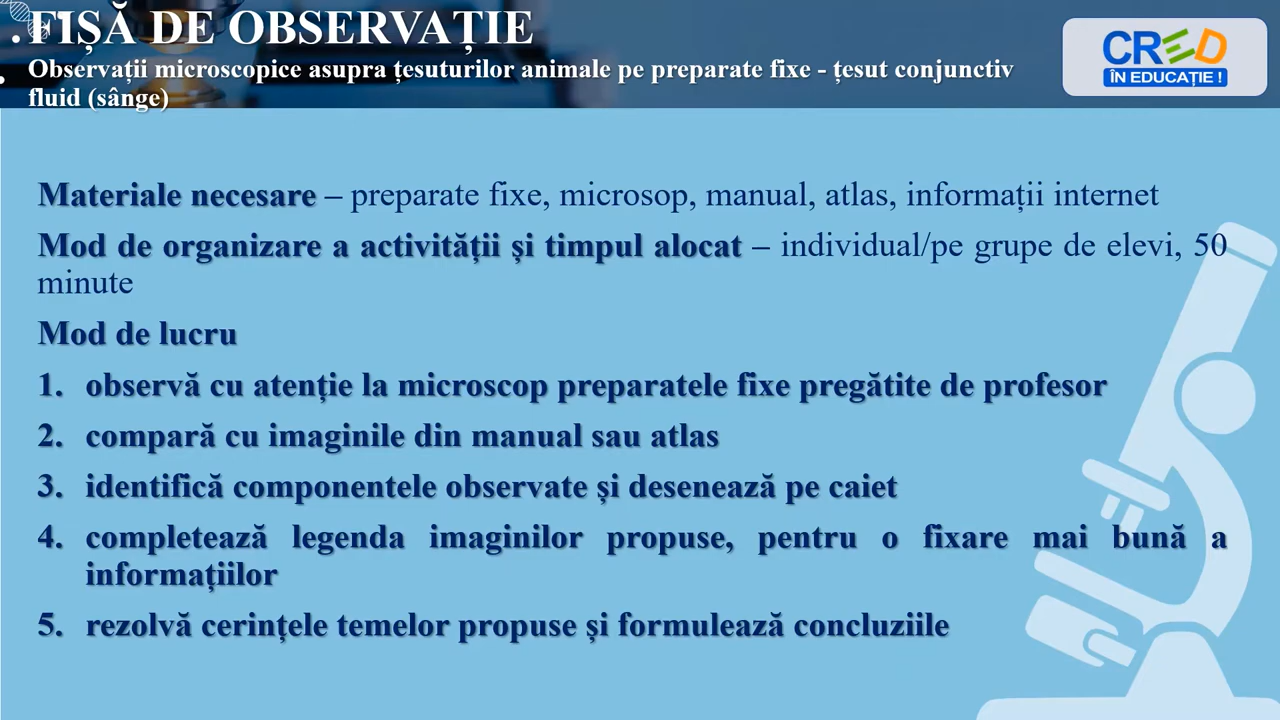 FIȘĂ DE OBSERVAȚIE
Observații microscopice asupra țesuturilor animale pe preparate fixe - țesut conjunctiv
fluid (sânge)
CRED
ÎN EDUCAȚIE !
Materiale necesare – preparate fixe, microsop, manual, atlas, informații internet
Mod de organizare a activității și timpul alocat – individual/pe grupe de elevi, 50
minute
Mod de lucru
1. observă cu atenție la microscop preparatele fixe pregătite de profesor
2. compară cu imaginile din manual sau atlas
3. identifică componentele observate și desenează pe caiet
4. completează legenda imaginilor propuse, pentru o fixare mai bună a
informațiilor
5. rezolvă cerințele temelor propuse și formulează concluziile